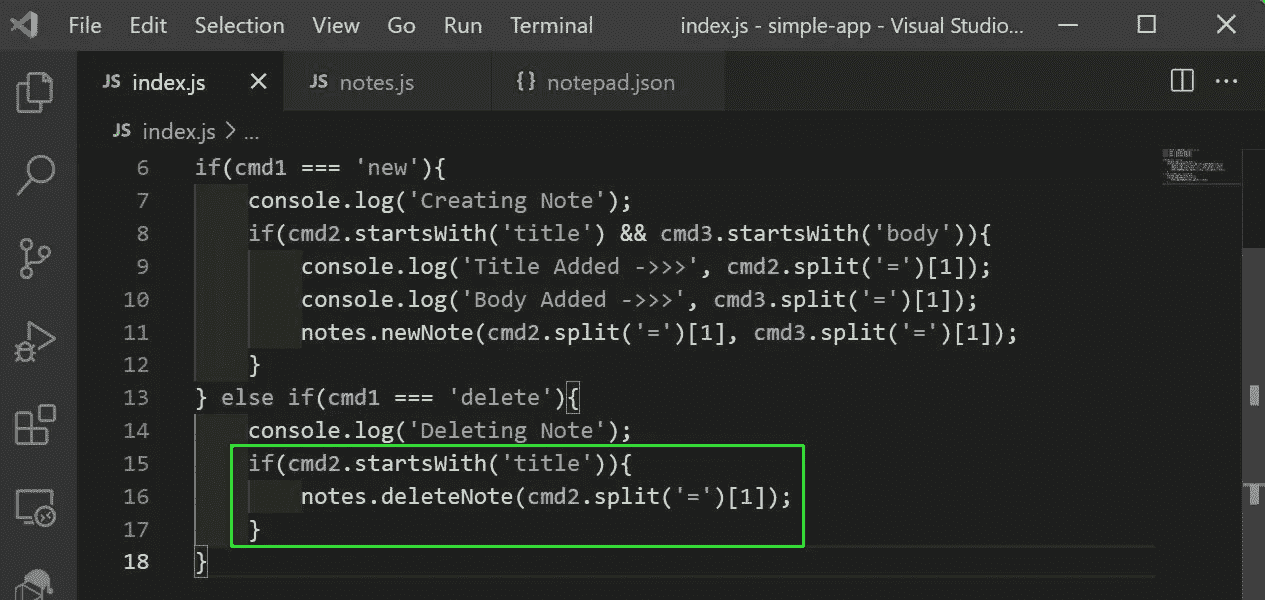 File Edit Selection View Go Run Terminal index.js - simple-app - Visual Studio...
JS index.js JS notes.js {} notepad.json ...
JS index.js > ...
6 if(cmd1 === 'new'){
7 console.log('Creating Note');
8 if(cmd2.startsWith('title') && cmd3.startsWith('body')){
9 console.log('Title Added ->>>', cmd2.split('=')[1]);
10 console.log('Body Added ->>>', cmd3.split('=')[1]);
11 notes.newNote(cmd2.split('=')[1], cmd3.split('=')[1]);
12 }
13 } else if(cmd1 === 'delete'){
14 console.log('Deleting Note');
15 if(cmd2.startsWith('title')){
16 notes.deleteNote(cmd2.split('=')[1]);
17 }
18 }